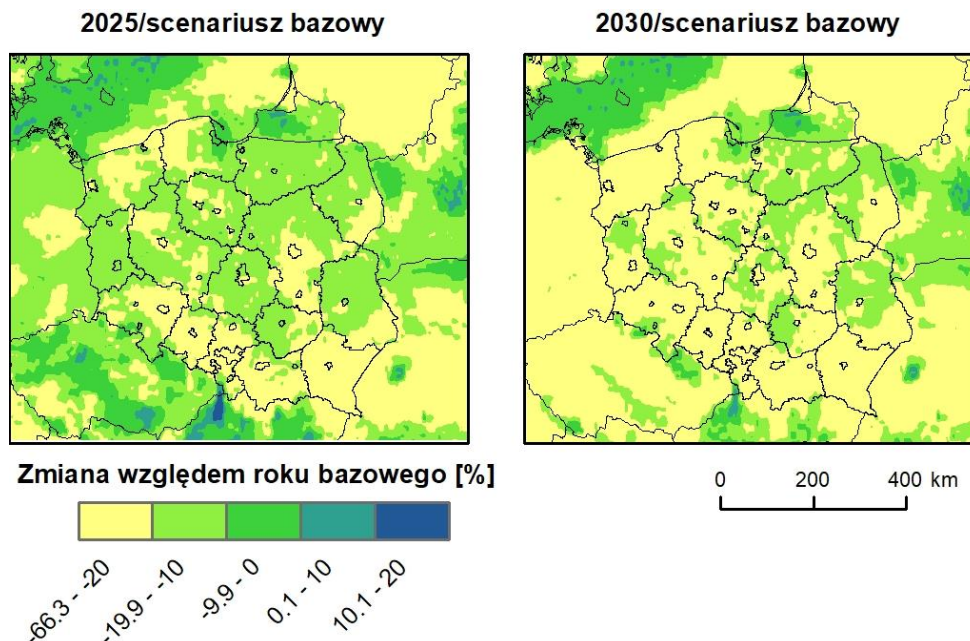 2025/scenariusz bazowy
2030/scenariusz bazowy
Zmiana względem roku bazowego [%]
0 200 400 km
-66.3 - -20
-19.9 - -10
-9.9 - 0
0.1 - 10
10.1 - 20